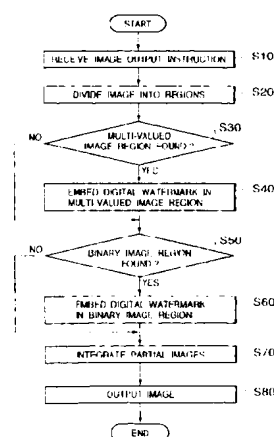 START
RECEIVE IMAGE OUTPUT INSTRUCTION S10
DIVIDE IMAGE INTO REGIONS S20
S30
MULTI-VALUED
IMAGE REGION FOUND ?
NO
YES
EMBED DIGITAL WATERMARK IN
MULTI-VALUED IMAGE REGION
S40
S50
BINARY IMAGE REGION
FOUND ?
NO
YES
EMBED DIGITAL WATERMARK
IN BINARY IMAGE REGION
S60
INTEGRATE PARTIAL IMAGES S70
OUTPUT IMAGE S80
END